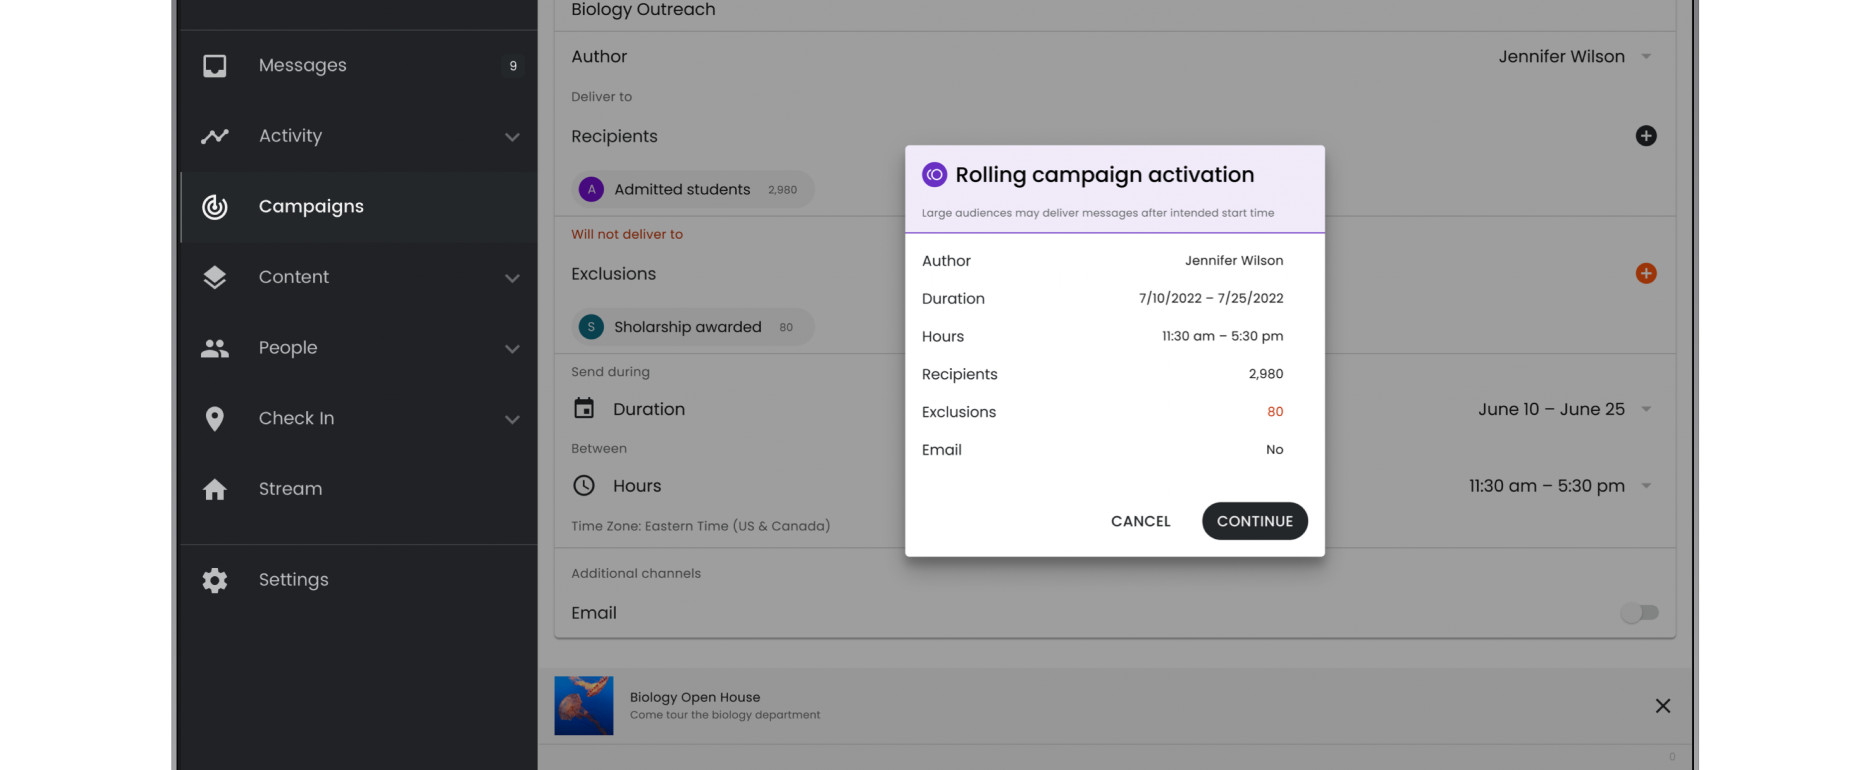 Messages
9
Activity
Campaigns
Content
People
Check In
Stream
Settings
Biology Outreach
Author
Jennifer Wilson
Deliver to
Recipients
A Admitted students 2,980
Will not deliver to
Exclusions
S Sholarship awarded 80
Send during
Duration
June 10 – June 25
Between
Hours
11:30 am – 5:30 pm
Time Zone: Eastern Time (US & Canada)
Additional channels
Email
Biology Open House
Come tour the biology department
0
Rolling campaign activation
Large audiences may deliver messages after intended start time
Author Jennifer Wilson
Duration 7/10/2022 – 7/25/2022
Hours 11:30 am – 5:30 pm
Recipients 2,980
Exclusions 80
Email No
CANCEL CONTINUE